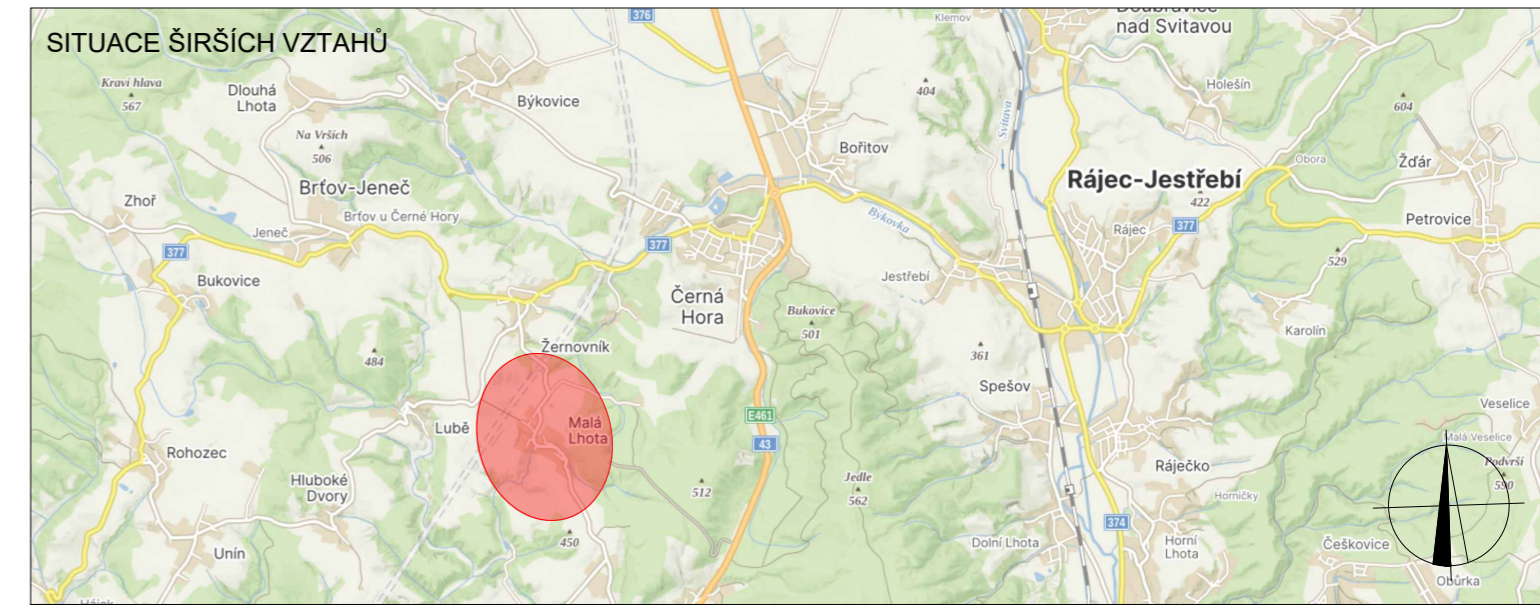 SITUACE ŠIRŠÍCH VZTAHŮ
376
Klemov
Doubravice
nad Svitavou
Kraví hlava
567
Dlouhá
Lhota
Býkovice
404
Svitava
Holešín
604
Na Vrších
506
Bořitov
Obora
Žďár
Brťov-Jeneč
Rájec-Jestřebí
422
Zhoř
Brťov u Černé Hory
Býkovka
Petrovice
Jeneč
377
377
Rájec
377
529
Bukovice
Jestřebí
Černá
Hora
Bukovice
501
Karolín
Žernovník
484
361
Spešov
Veselice
E461
Lubě
Malá
Lhota
43
Malá Veselice
Rohozec
Ráječko
Podvrší
590
Hluboké
Dvory
512
Jedle
562
Horničky
374
450
Unín
Dolní Lhota
Horní
Lhota
Češkovice
Obůrka
Hájek